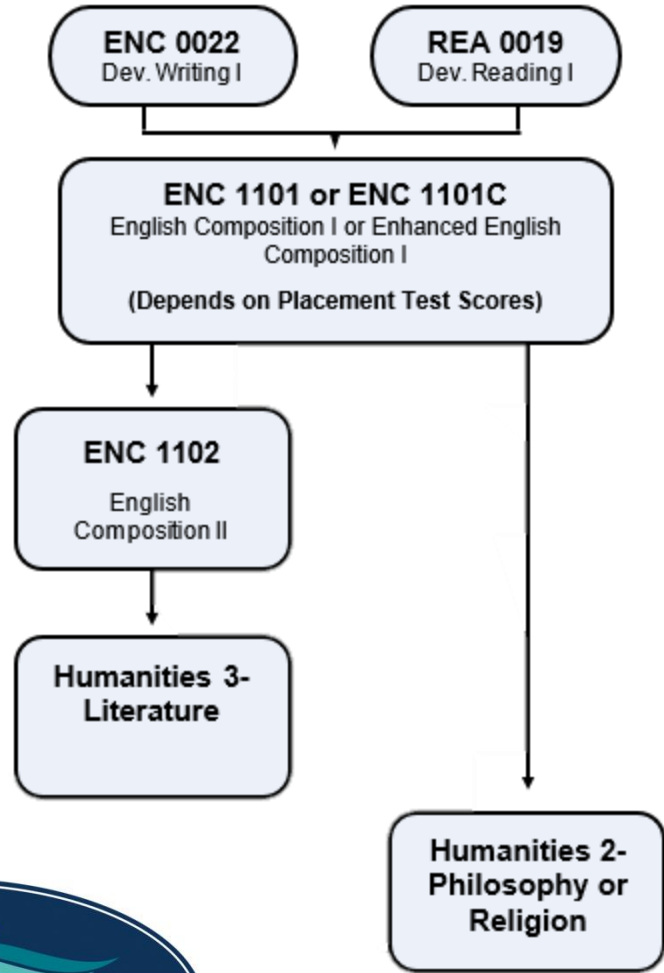 ENC 0022
Dev. Writing I
REA 0019
Dev. Reading I
ENC 1101 or ENC 1101C
English Composition I or Enhanced English
Composition I
(Depends on Placement Test Scores)
ENC 1102
English
Composition II
Humanities 3-
Literature
Humanities 2-
Philosophy or
Religion